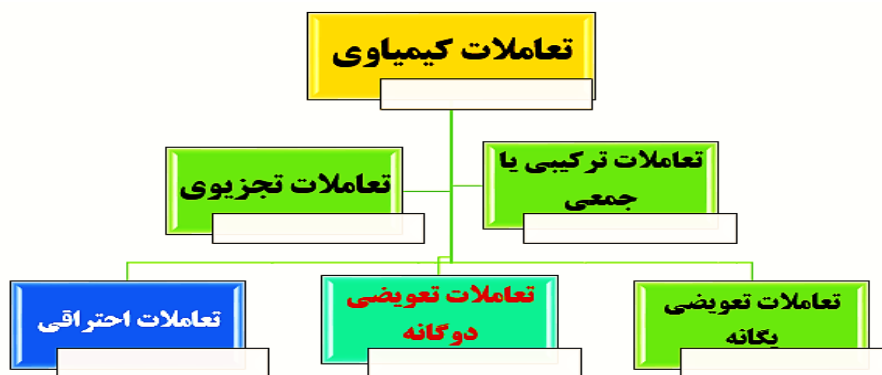 تعاملات کیمیاوی
تعاملات ترکیبی یا
جمعی
تعاملات تجزیوی
تعاملات تعویضی
یگانه
تعاملات تعویضی
دوگانه
تعاملات احتراقی